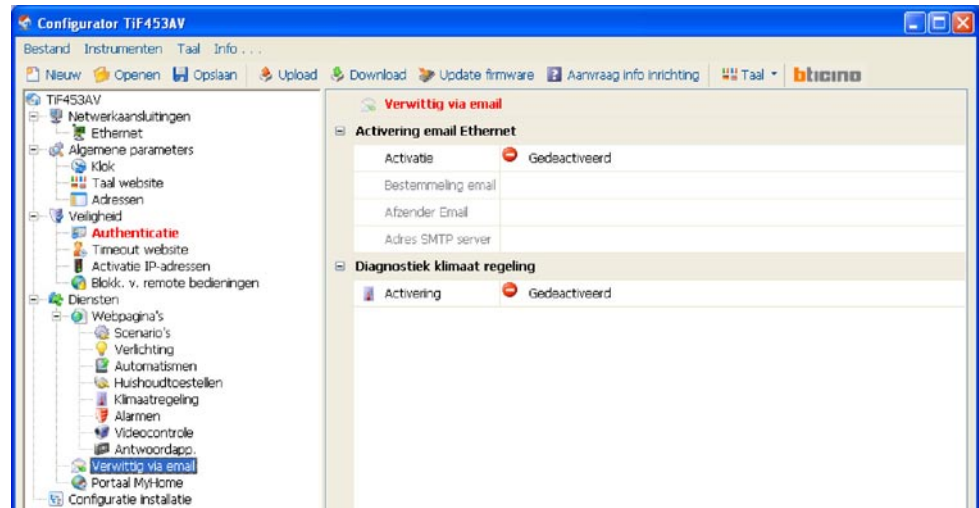 Configurator TiF453AV
Bestand Instrumenten Taal Info . . .
Nieuw Openen Opslaan Upload Download Update firmware Aanvraag info inrichting Taal bticino
TiF453AV
Netwerkaansluitingen
Ethernet
Algemene parameters
Klok
Taal website
Adressen
Veiligheid
Authenticatie
Timeout website
Activatie IP-adressen
Blokk. v. remote bedieningen
Diensten
Webpagina's
Scenario's
Verlichting
Automatismen
Huishoudtoestellen
Klimaatregeling
Alarmen
Videocontrole
Antwoordapp.
Verwittig via email
Portaal MyHome
Configuratie installatie
Verwittig via email
Activering email Ethernet
Activatie Gedeactiveerd
Bestemmeling email
Afzender Email
Adres SMTP server
Diagnostiek klimaat regeling
Activering Gedeactiveerd